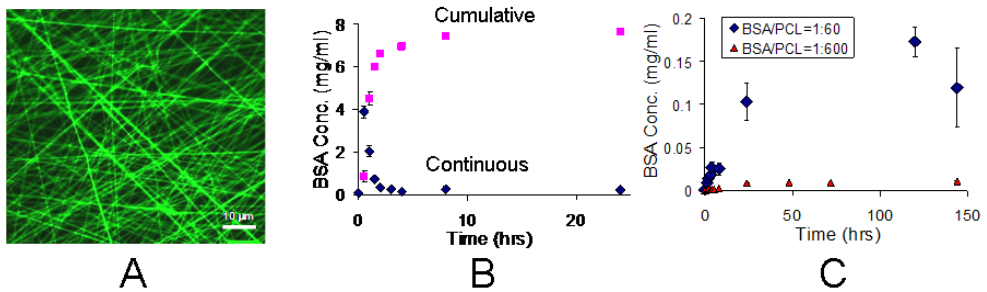 10 μm
A
BSA Conc. (mg/ml)
8
6
4
2
0
Cumulative
Continuous
0
20
Time (hrs)
B
BSA Conc. (mg/ml)
0.2
0.15
0.1
0.05
0
BSA/PCL=1:60
BSA/PCL=1:600
0
50
100
150
Time (hrs)
C